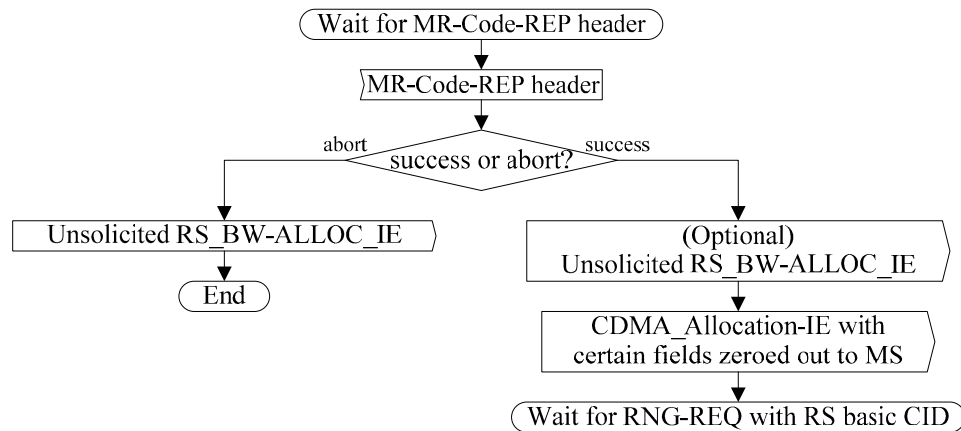 Wait for MR-Code-REP header
MR-Code-REP header
abort
success or abort?
success
Unsolicited RS_BW-ALLOC_IE
End
(Optional)
Unsolicited RS_BW-ALLOC_IE
CDMA_Allocation-IE with
certain fields zeroed out to MS
Wait for RNG-REQ with RS basic CID